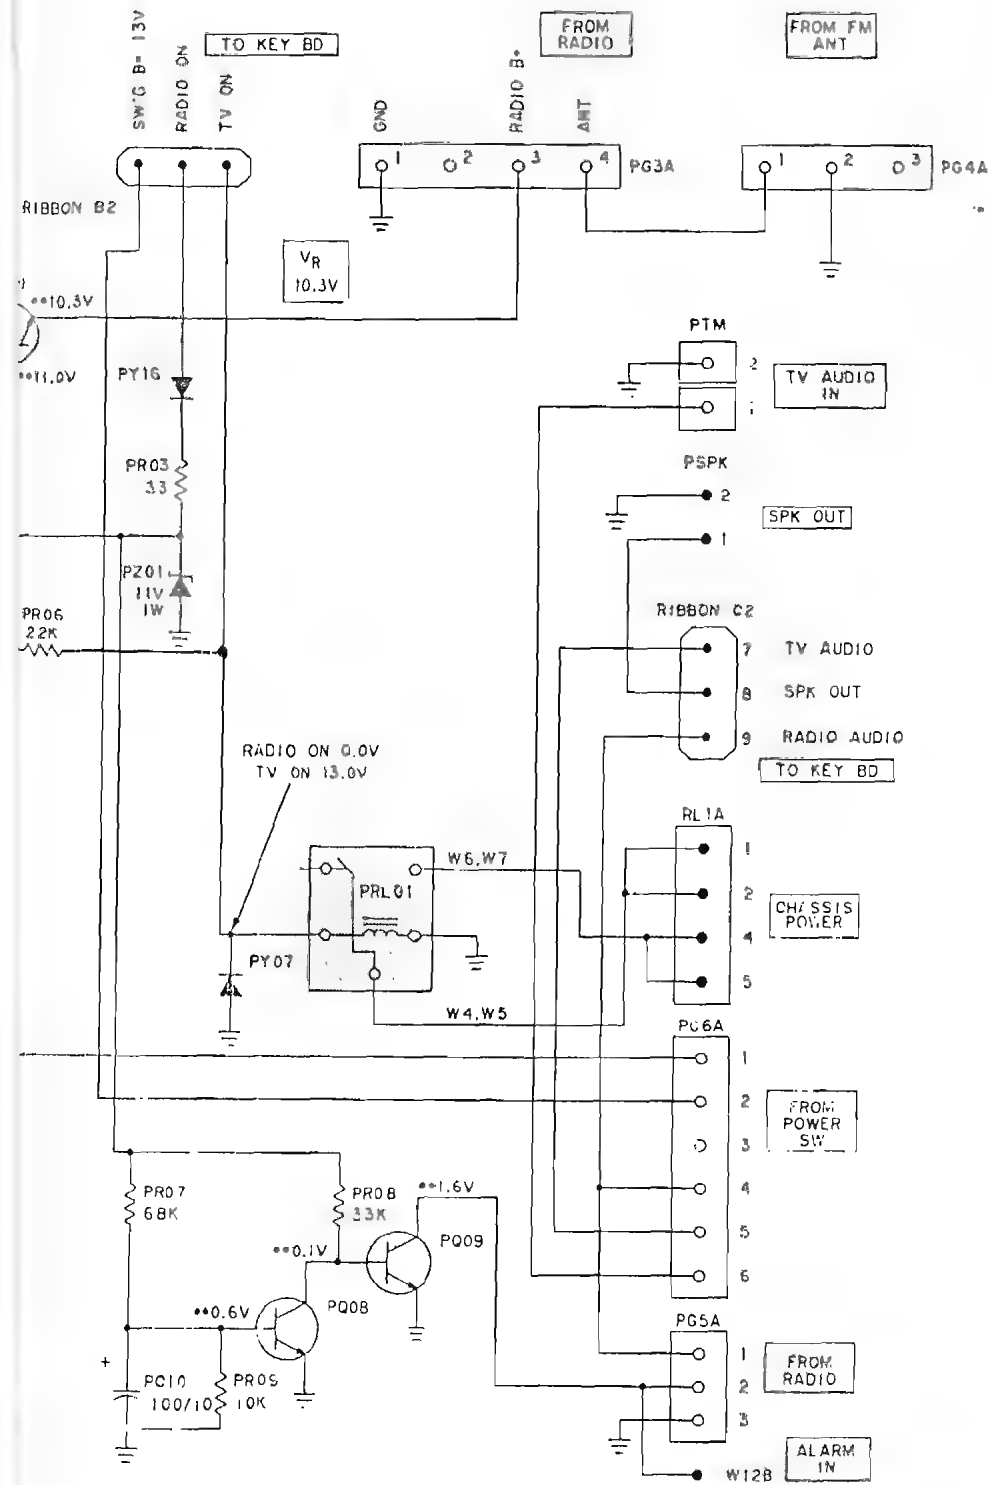 SW'G B= 13V
RADIO ON
TV ON
TO KEY BD
FROM
RADIO
FROM FM
ANT
GND
RADIO B+
ANT
1
2
3
4
PG3A
1
2
3
PG4A
RIBBON B2
VR
10.3V
**10.3V
**11.0V
PTM
2
1
TV AUDIO
IN
PY16
PR03
33
PSPK
2
1
SPK OUT
PZ01
11V
1W
PR06
22K
RIBBON C2
7 TV AUDIO
8 SPK OUT
9 RADIO AUDIO
TO KEY BD
RADIO ON 0.0V
TV ON 13.0V
RL1A
1
2
4
5
CHASSIS
POWER
W6,W7
PRL01
PY07
W4,W5
PG6A
1
2
3
4
5
6
FROM
POWER
SW
PR07
68K
PR08
33K
**1.6V
PQ09
**0.1V
PQ08
**0.6V
+
PC10
100/10
PR05
10K
PG5A
1
2
3
FROM
RADIO
W12B
ALARM
IN